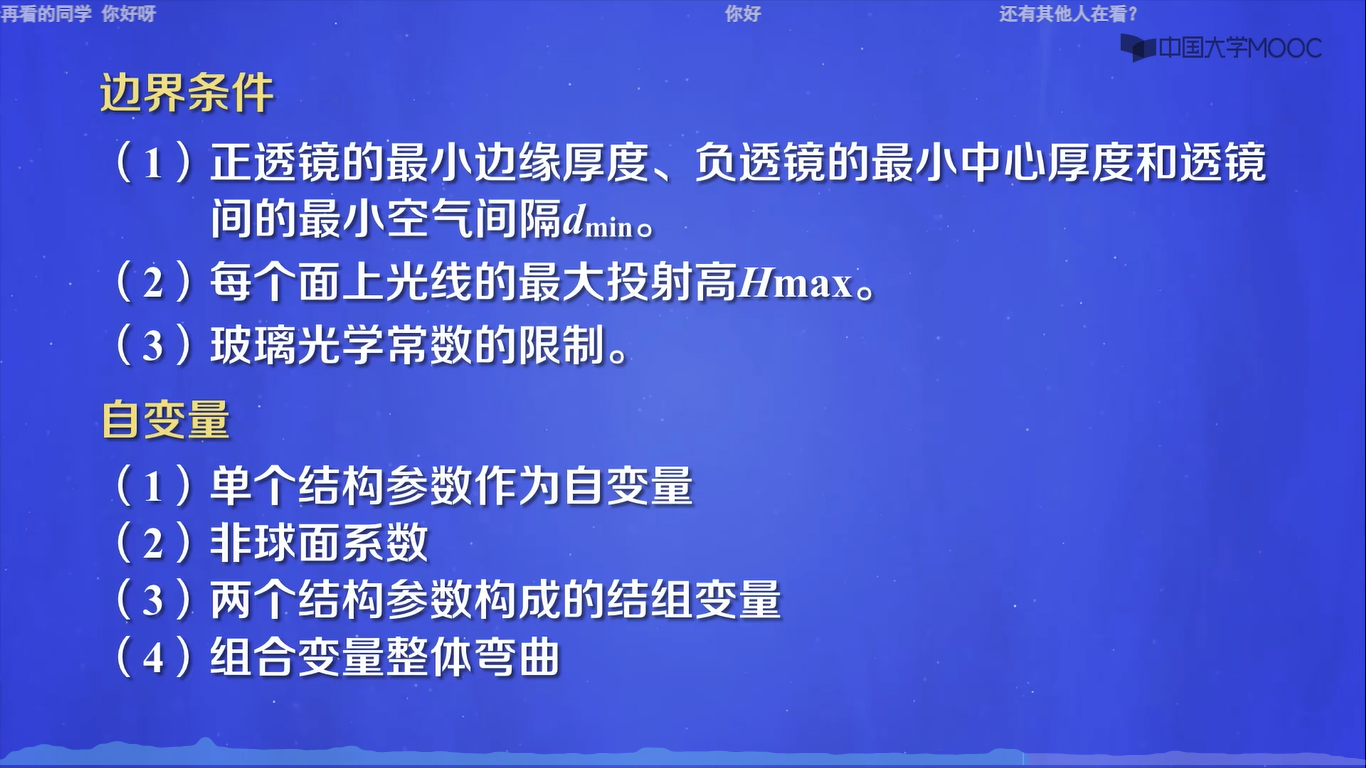 再看的同学 你好呀
你好
还有其他人在看?
中国大学MOOC
边界条件
（1）正透镜的最小边缘厚度、负透镜的最小中心厚度和透镜
间的最小空气间隔dmin。
（2）每个面上光线的最大投射高Hmax。
（3）玻璃光学常数的限制。
自变量
（1）单个结构参数作为自变量
（2）非球面系数
（3）两个结构参数构成的结组变量
（4）组合变量整体弯曲